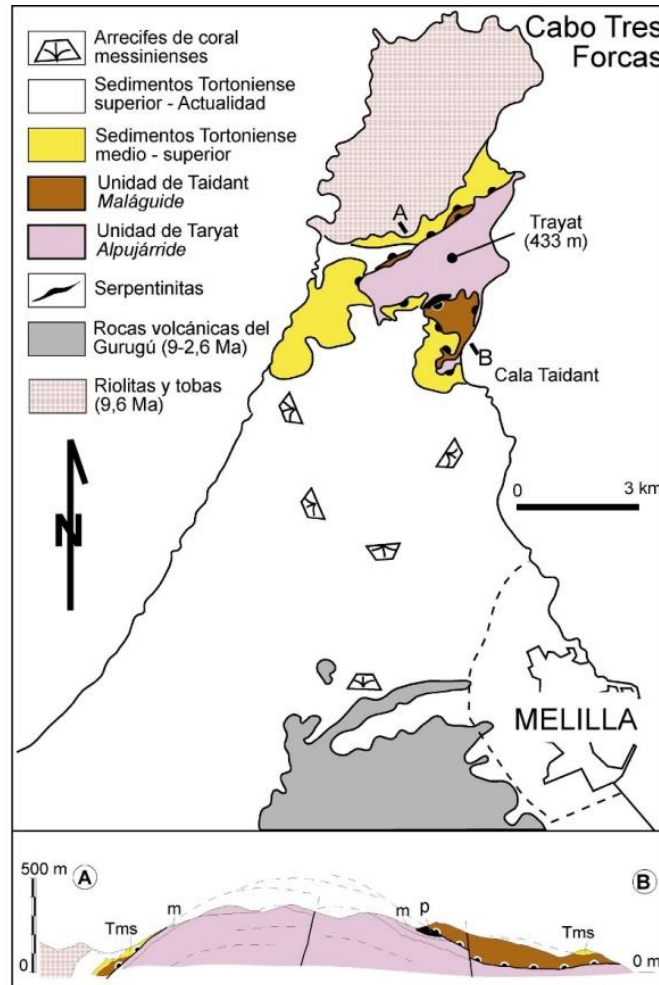 Cabo Tres
Forcas
Arrecifes de coral
messinienses
Sedimentos Tortoniense
superior - Actualidad
Sedimentos Tortoniense
medio - superior
Unidad de Taidant
Maláguide
Unidad de Taryat
Alpujárride
Serpentinitas
Rocas volcánicas del
Gurugú (9-2,6 Ma)
Riolitas y tobas
(9,6 Ma)
A
Trayat
(433 m)
B
Cala Taidant
0 3 km
N
MELILLA
500 m
A
B
m
m
p
Tms
Tms
0
0 m